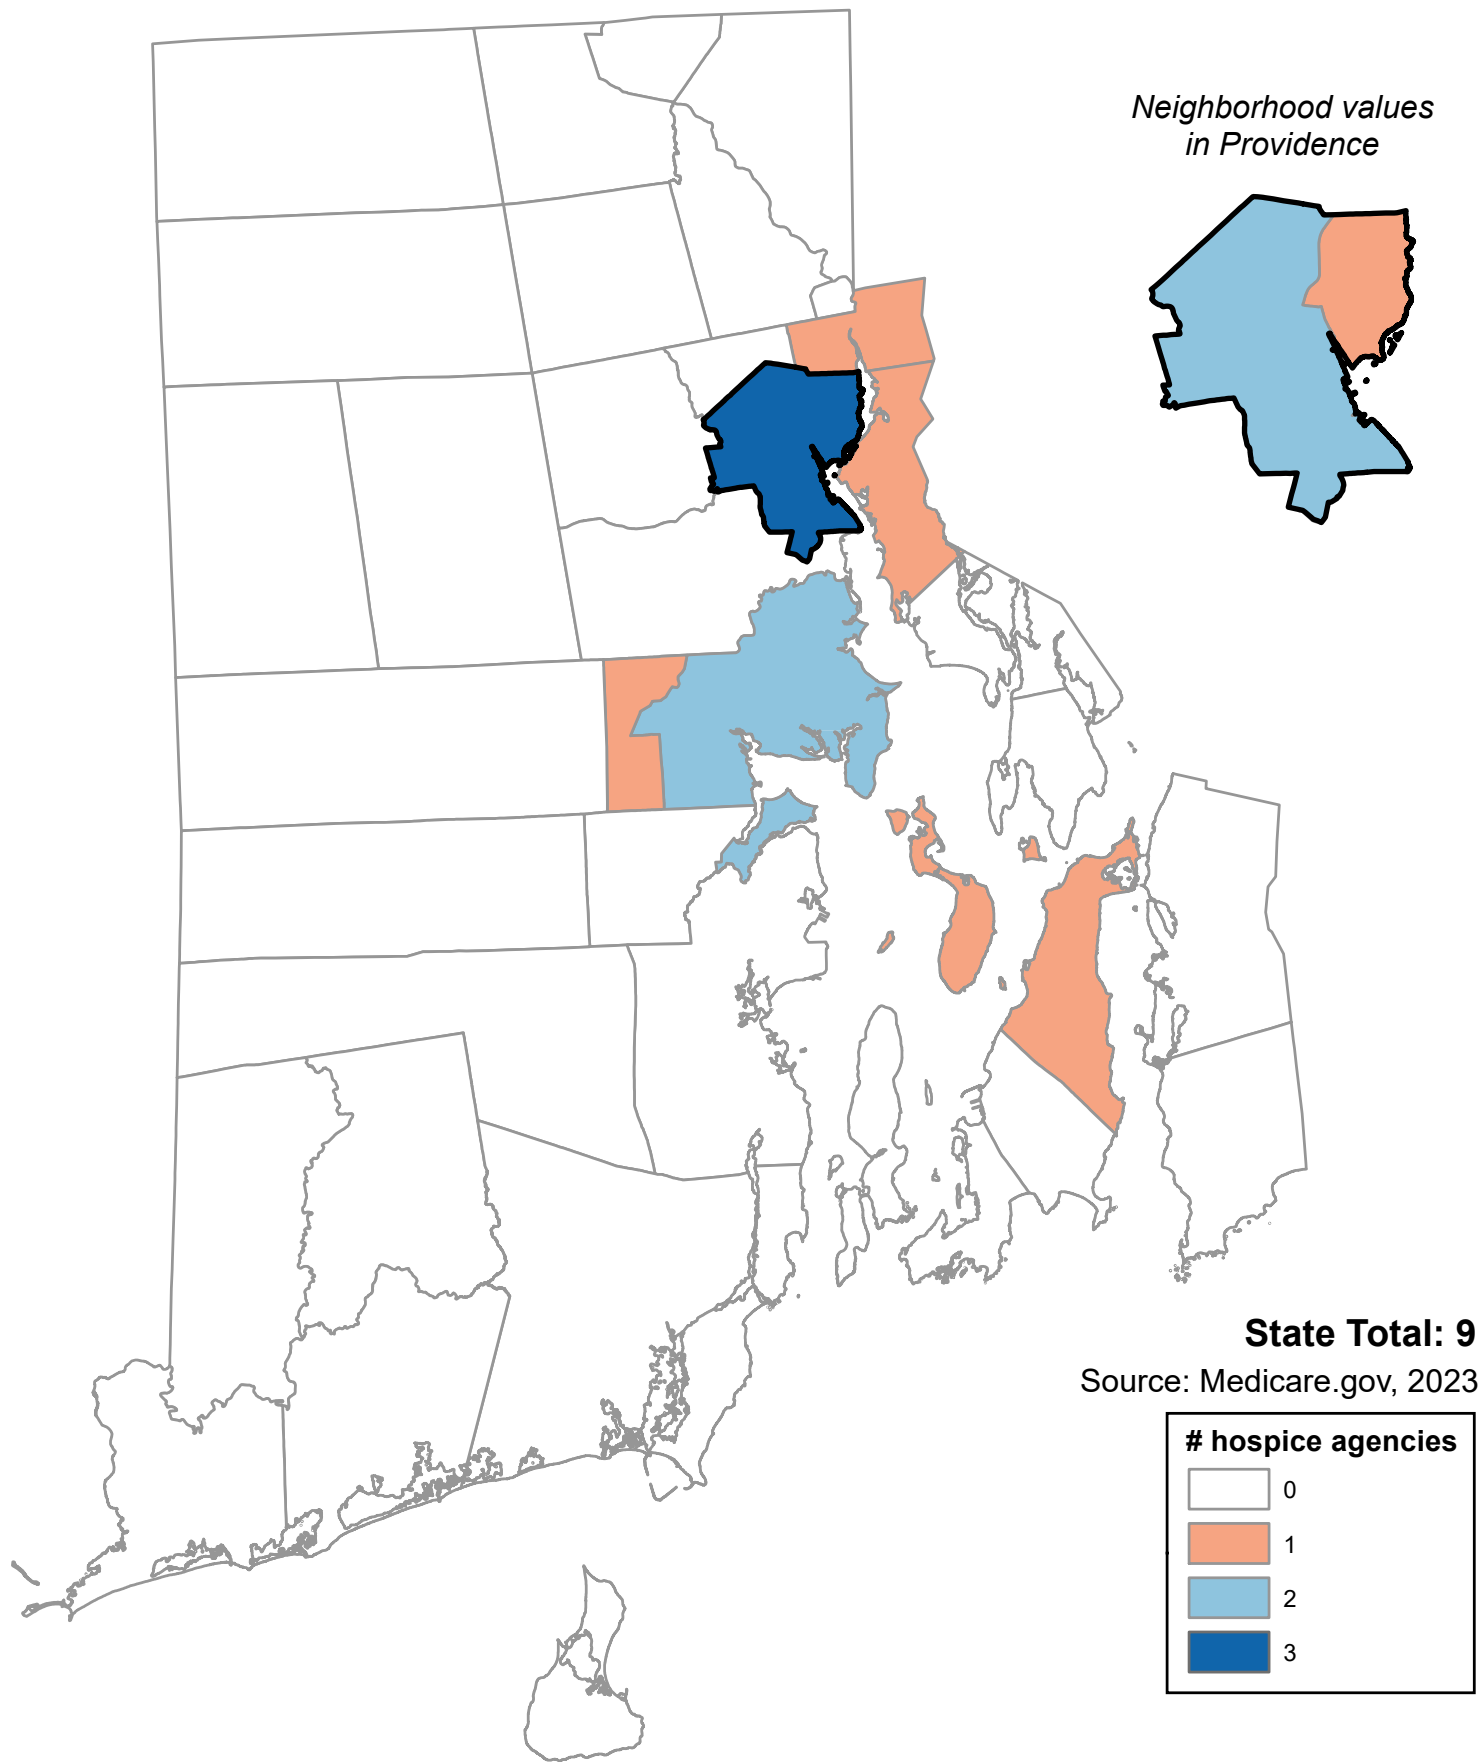 Neighborhood values
in Providence
State Total: 9
Source: Medicare.gov, 2023
# hospice agencies
0
1
2
3